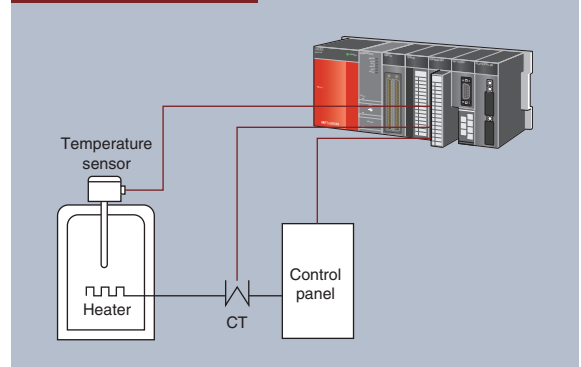 Temperature
sensor
Heater
CT
Control
panel